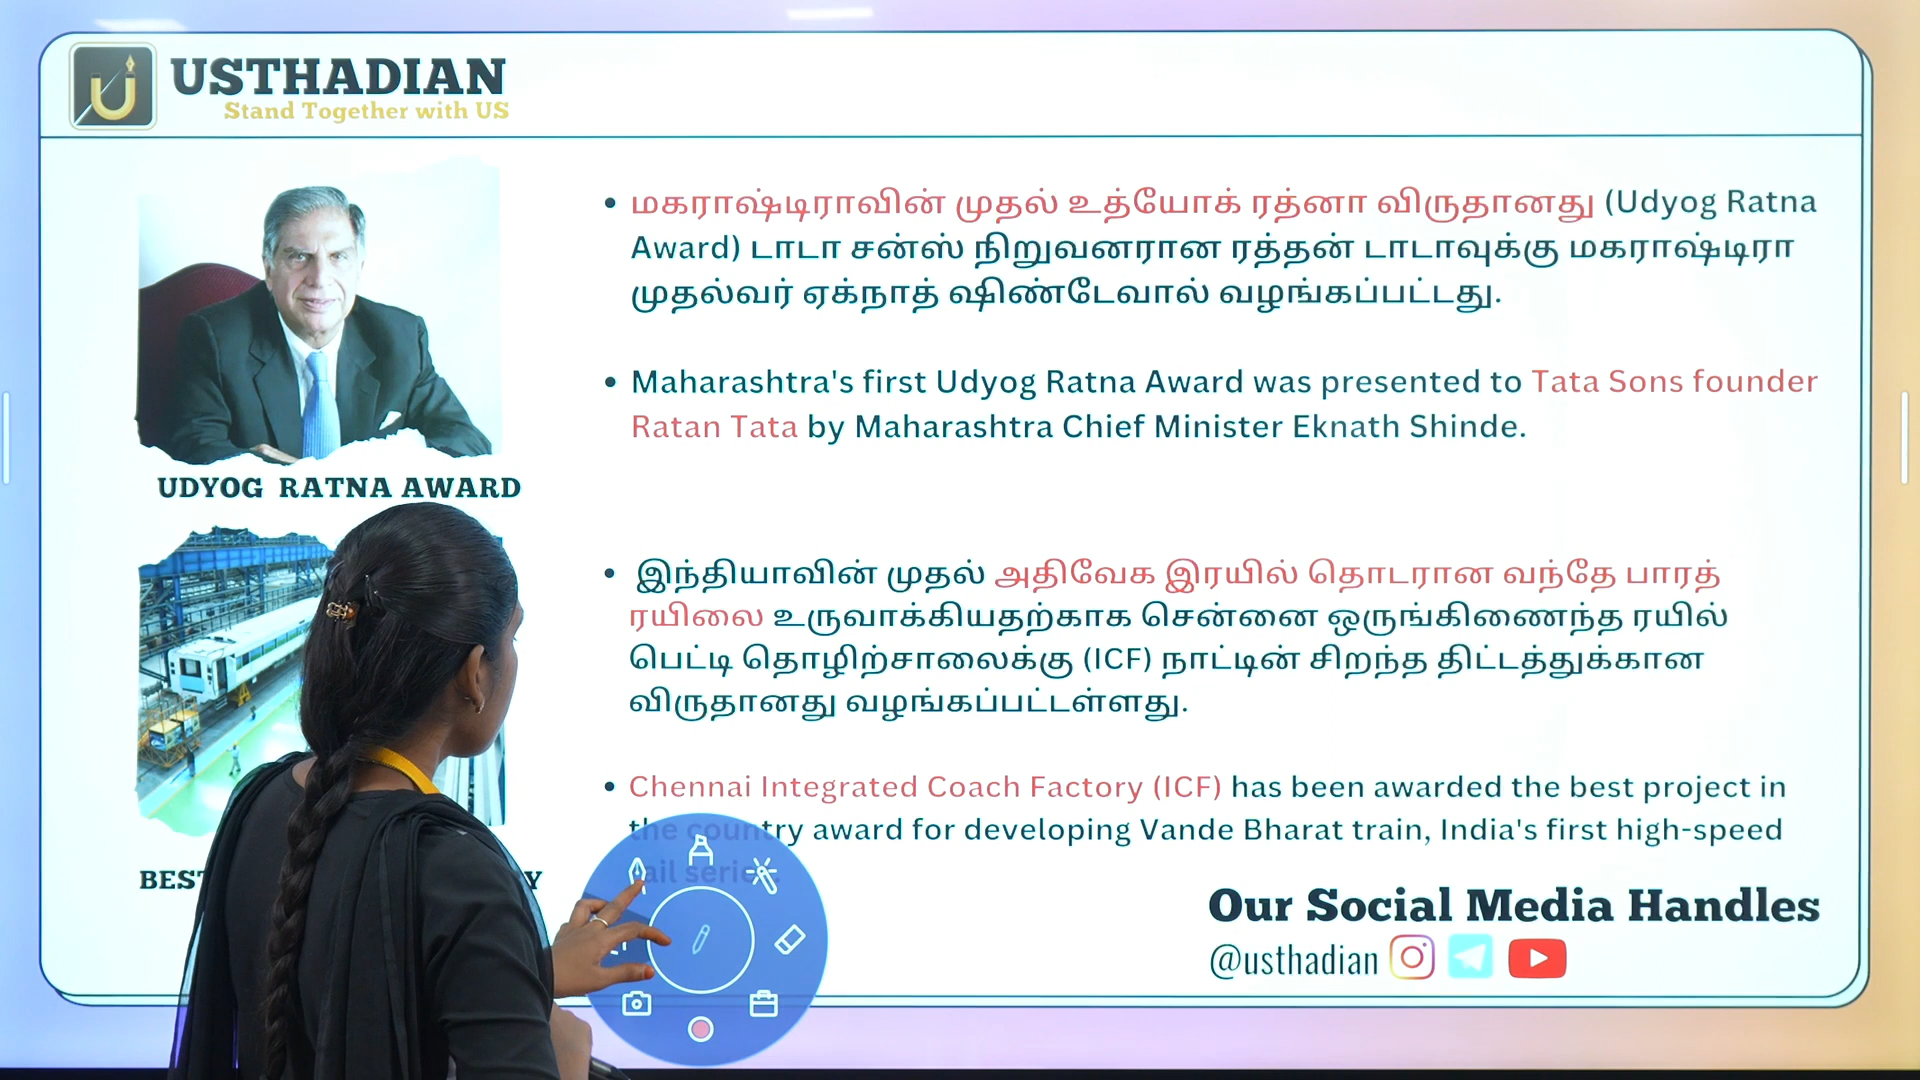 USTHADIAN
Stand Together with US
• மகராஷ்டிராவின் முதல் உத்யோக் ரத்னா விருதானது (Udyog Ratna
Award) டாடா சன்ஸ் நிறுவனரான ரத்தன் டாடாவுக்கு மகராஷ்டிரா
முதல்வர் ஏக்நாத் ஷிண்டேவால் வழங்கப்பட்டது.
• Maharashtra's first Udyog Ratna Award was presented to Tata Sons founder
Ratan Tata by Maharashtra Chief Minister Eknath Shinde.
UDYOG RATNA AWARD
• இந்தியாவின் முதல் அதிவேக இரயில் தொடரான வந்தே பாரத்
ரயிலை உருவாக்கியதற்காக சென்னை ஒருங்கிணைந்த ரயில்
பெட்டி தொழிற்சாலைக்கு (ICF) நாட்டின் சிறந்த திட்டத்துக்கான
விருதானது வழங்கப்பட்டள்ளது.
• Chennai Integrated Coach Factory (ICF) has been awarded the best project in
the country award for developing Vande Bharat train, India's first high-speed
BEST
Our Social Media Handles
@usthadian